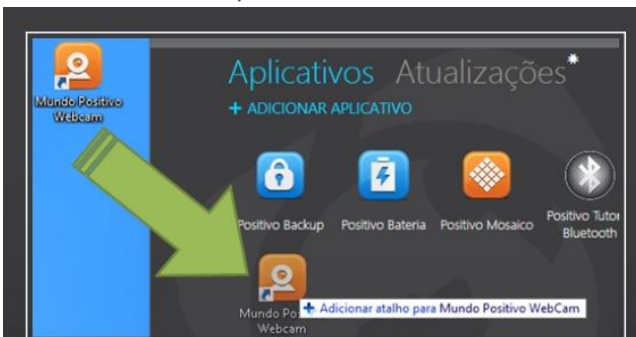 Mundo Positivo
Webcam
Aplicativos Atualizações*
+ ADICIONAR APLICATIVO
Positivo Backup
Positivo Bateria
Positivo Mosaico
Positivo Tutor
Bluetooth
+ Adicionar atalho para Mundo Positivo WebCam
Mundo Po
Webcam